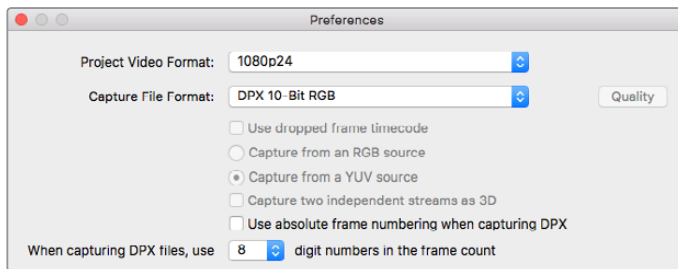 Preferences
Project Video Format: 1080p24
Capture File Format: DPX 10-Bit RGB Quality
Use dropped frame timecode
Capture from an RGB source
Capture from a YUV source
Capture two independent streams as 3D
Use absolute frame numbering when capturing DPX
When capturing DPX files, use 8 digit numbers in the frame count